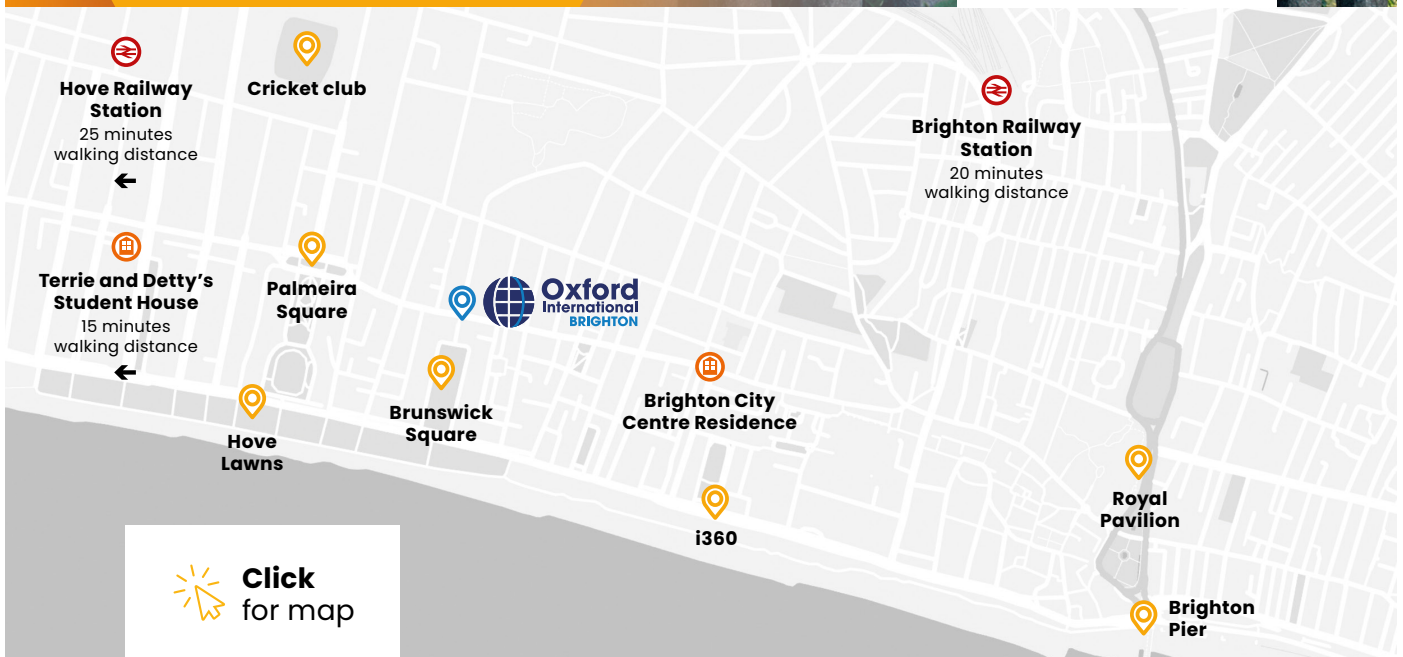 Hove Railway
Station
25 minutes
walking distance
Cricket club
Brighton Railway
Station
20 minutes
walking distance
Terrie and Detty’s
Student House
15 minutes
walking distance
Palmeira
Square
Oxford
International
BRIGHTON
Brunswick
Square
Brighton City
Centre Residence
Hove
Lawns
Royal
Pavilion
i360
Click
for map
Brighton
Pier